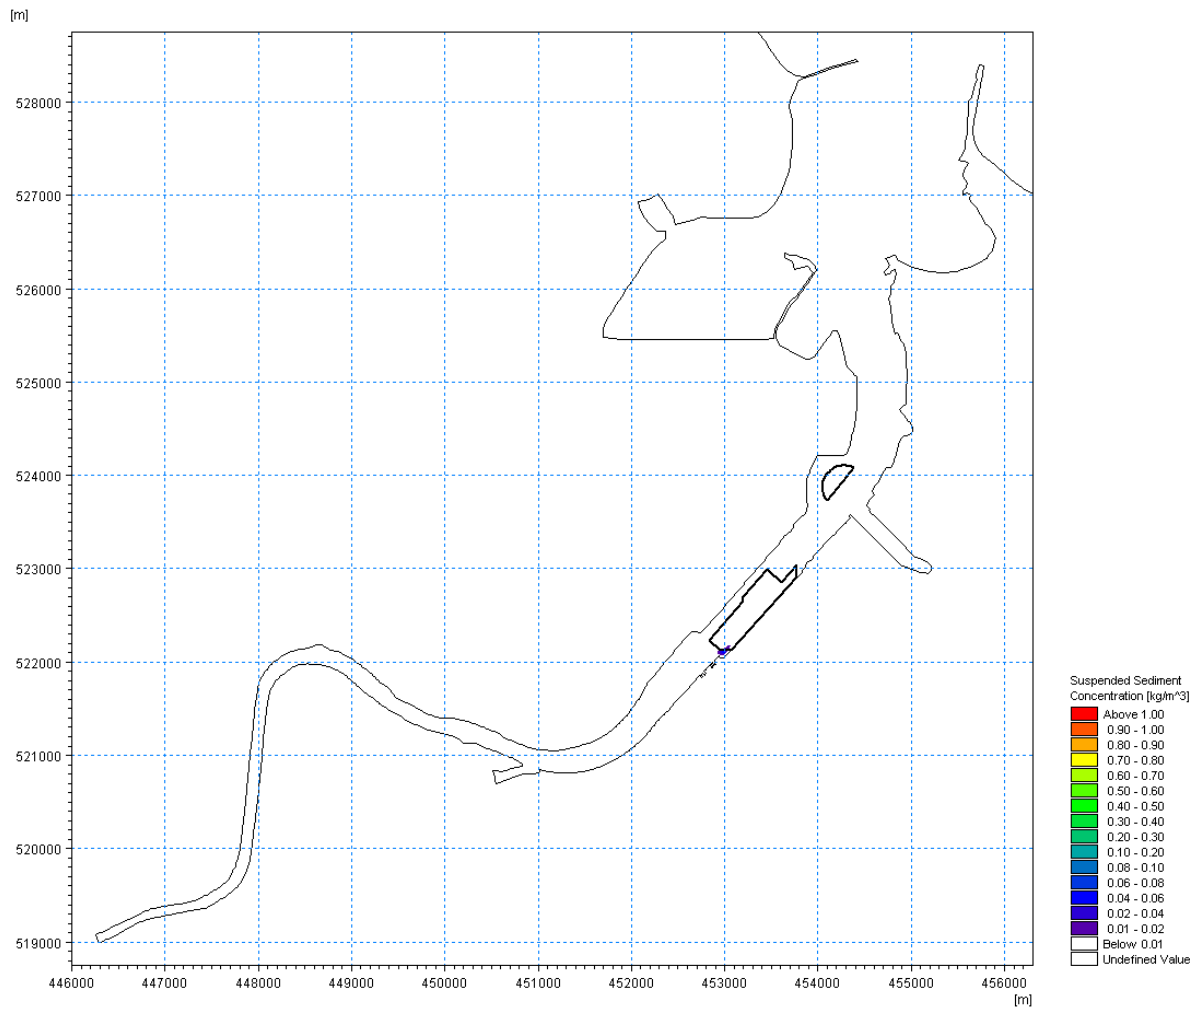 [m]
528000
527000
526000
525000
524000
523000
522000
521000
520000
519000
446000 447000 448000 449000 450000 451000 452000 453000 454000 455000 456000
[m]
Suspended Sediment
Concentration [kg/m^3]
Above 1.00
0.90 - 1.00
0.80 - 0.90
0.70 - 0.80
0.60 - 0.70
0.50 - 0.60
0.40 - 0.50
0.30 - 0.40
0.20 - 0.30
0.10 - 0.20
0.08 - 0.10
0.06 - 0.08
0.04 - 0.06
0.02 - 0.04
0.01 - 0.02
Below 0.01
Undefined Value